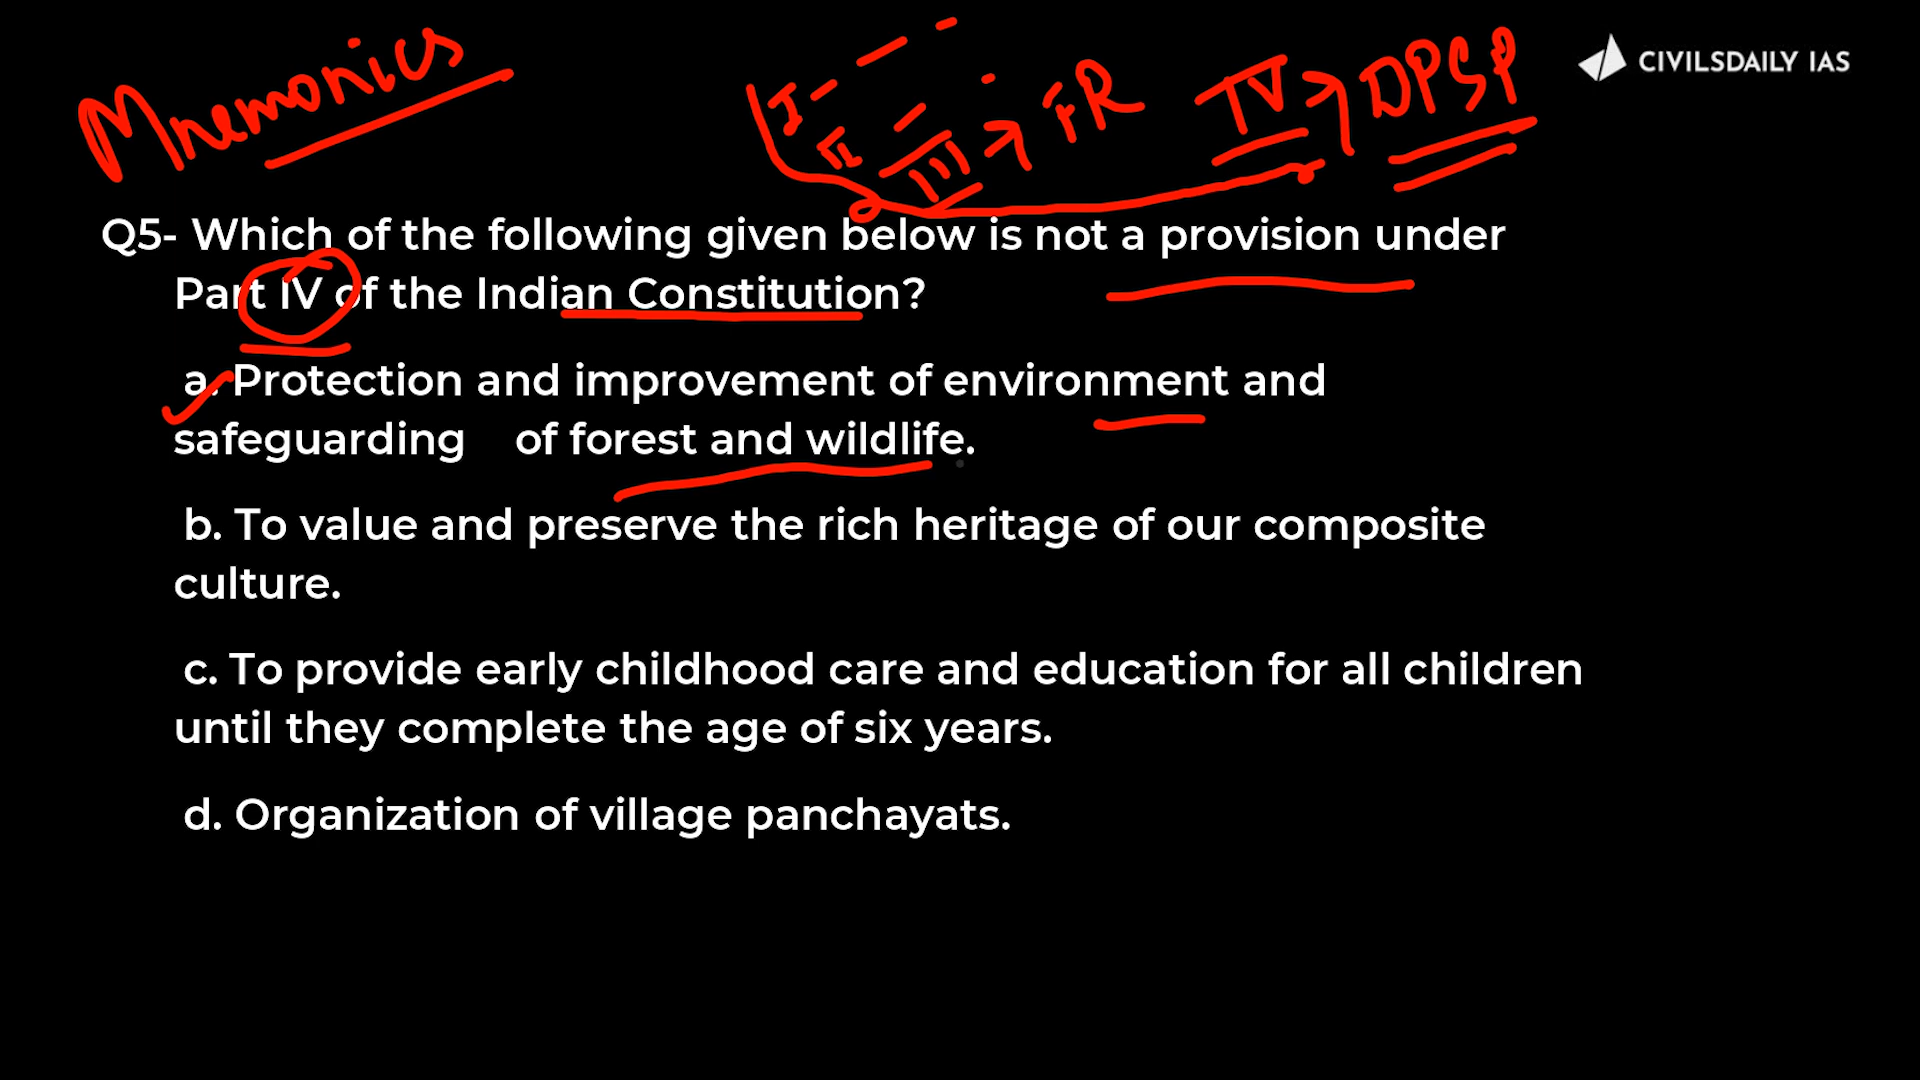 Mnemonics
I
II
III → FR IV → DPSP
CIVILSDAILY IAS
Q5- Which of the following given below is not a provision under
Part IV of the Indian Constitution?
a. Protection and improvement of environment and
safeguarding of forest and wildlife.
b. To value and preserve the rich heritage of our composite
culture.
c. To provide early childhood care and education for all children
until they complete the age of six years.
d. Organization of village panchayats.